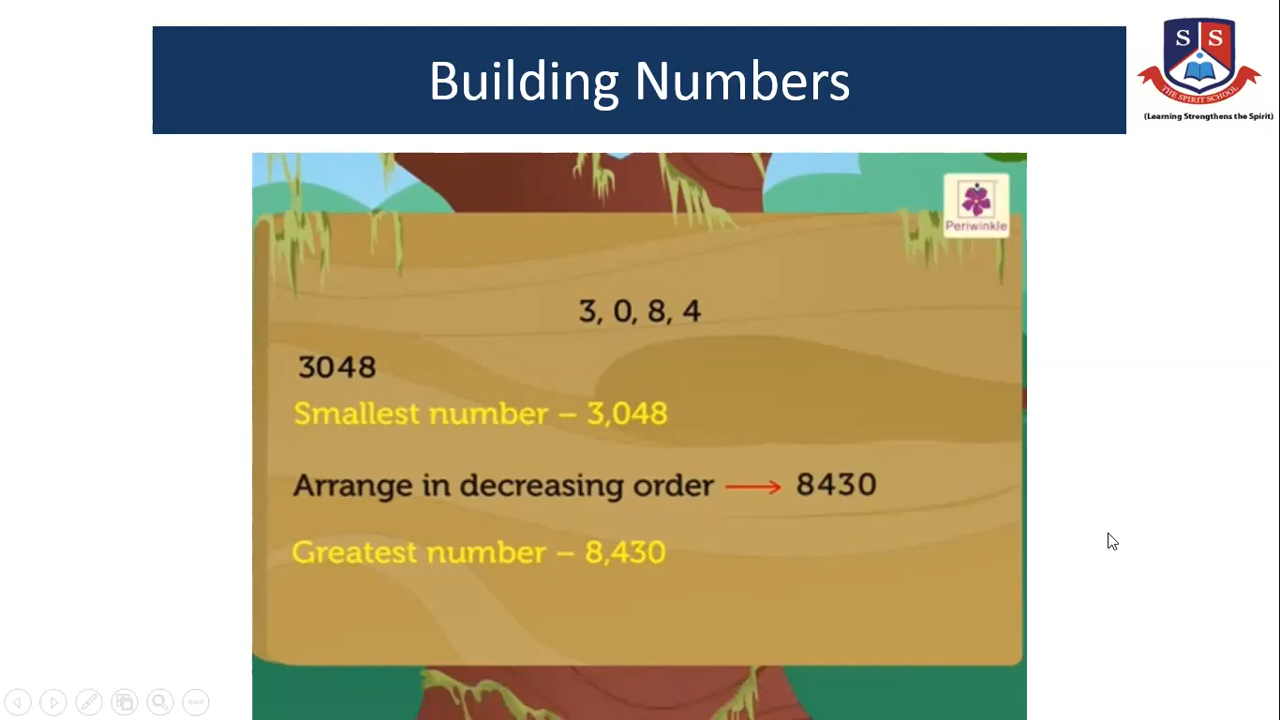 Building Numbers
S S
THE SPIRIT SCHOOL
(Learning Strengthens the Spirit)
Periwinkle
3, 0, 8, 4
3048
Smallest number – 3,048
Arrange in decreasing order ⟶ 8430
Greatest number – 8,430